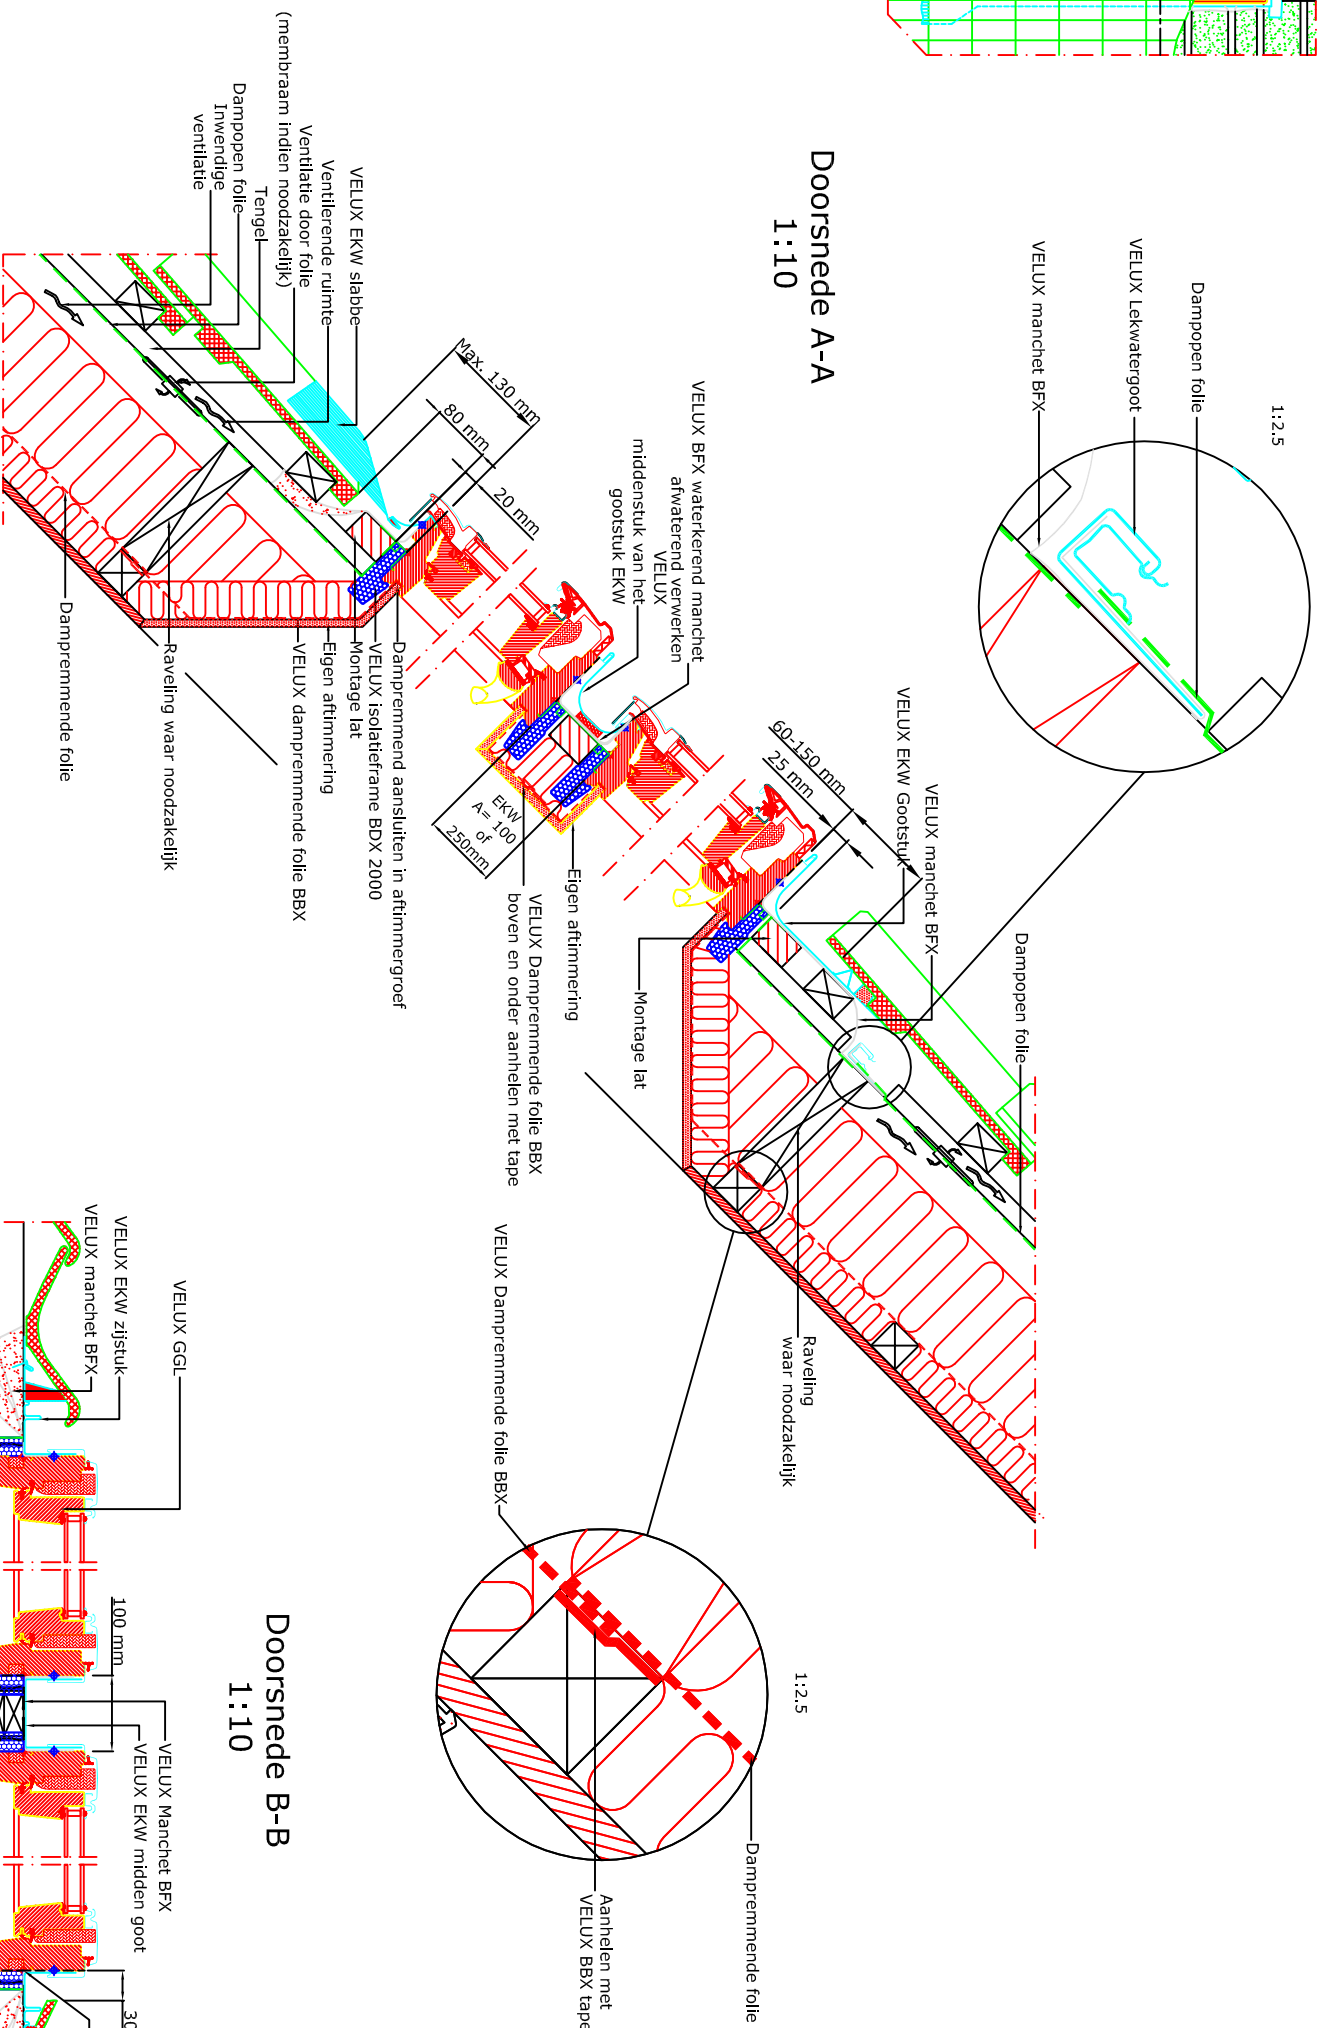 Doorsnede A-A
1:10
1:2.5
Dampopen folie
VELUX Lekwatergoot
VELUX manchet BFX
VELUX EKW slabbe
Ventilerende ruimte
Ventilatie door folie
(membraam indien noodzakelijk)
Tengel
Dampopen folie
Inwendige
ventilatie
Max. 130 mm
80 mm
20 mm
VELUX BFX waterkerend manchet
afwaterend verwerken
VELUX
middenstuk van het
gootstuk EKW
60-150 mm
25 mm
VELUX EKW Gootstuk
VELUX manchet BFX
Dampopen folie
Dampremmend aansluiten in aftimmergroef
VELUX isolatieframe BDX 2000
Montage lat
Eigen aftimmering
VELUX dampremmende folie BBX
Raveling waar noodzakelijk
Dampremmende folie
EKW
A= 100
of
250mm
Eigen aftimmering
VELUX Dampremmende folie BBX
boven en onder aanhelen met tape
Montage lat
Raveling
waar noodzakelijk
VELUX Dampremmende folie BBX
1:2.5
Dampremmende folie
Aanhelen met
VELUX BBX tape
Doorsnede B-B
1:10
VELUX GGL
VELUX EKW zijstuk
VELUX manchet BFX
100 mm
VELUX Manchet BFX
VELUX EKW midden goot
30